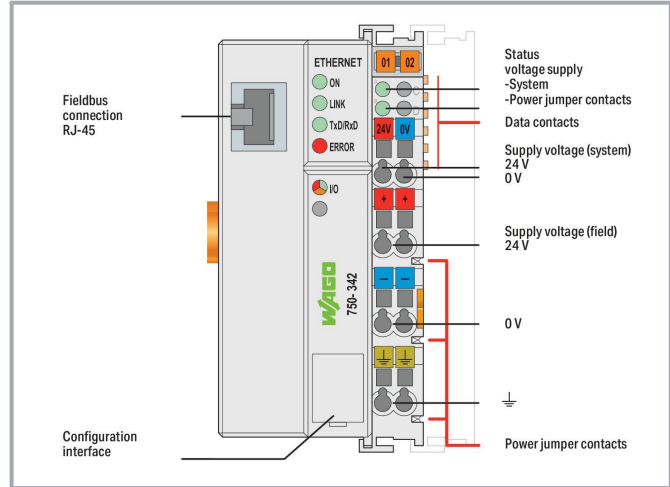 Fieldbus
connection
RJ-45
Configuration
interface
ETHERNET
ON
LINK
TxD/RxD
ERROR
I/O
WAGO
750- 342
01 02
24V 0V
+ +
— —
Status
voltage supply
-System
-Power jumper contacts
Data contacts
Supply voltage (system)
24 V
0 V
Supply voltage (field)
24 V
0 V
Power jumper contacts